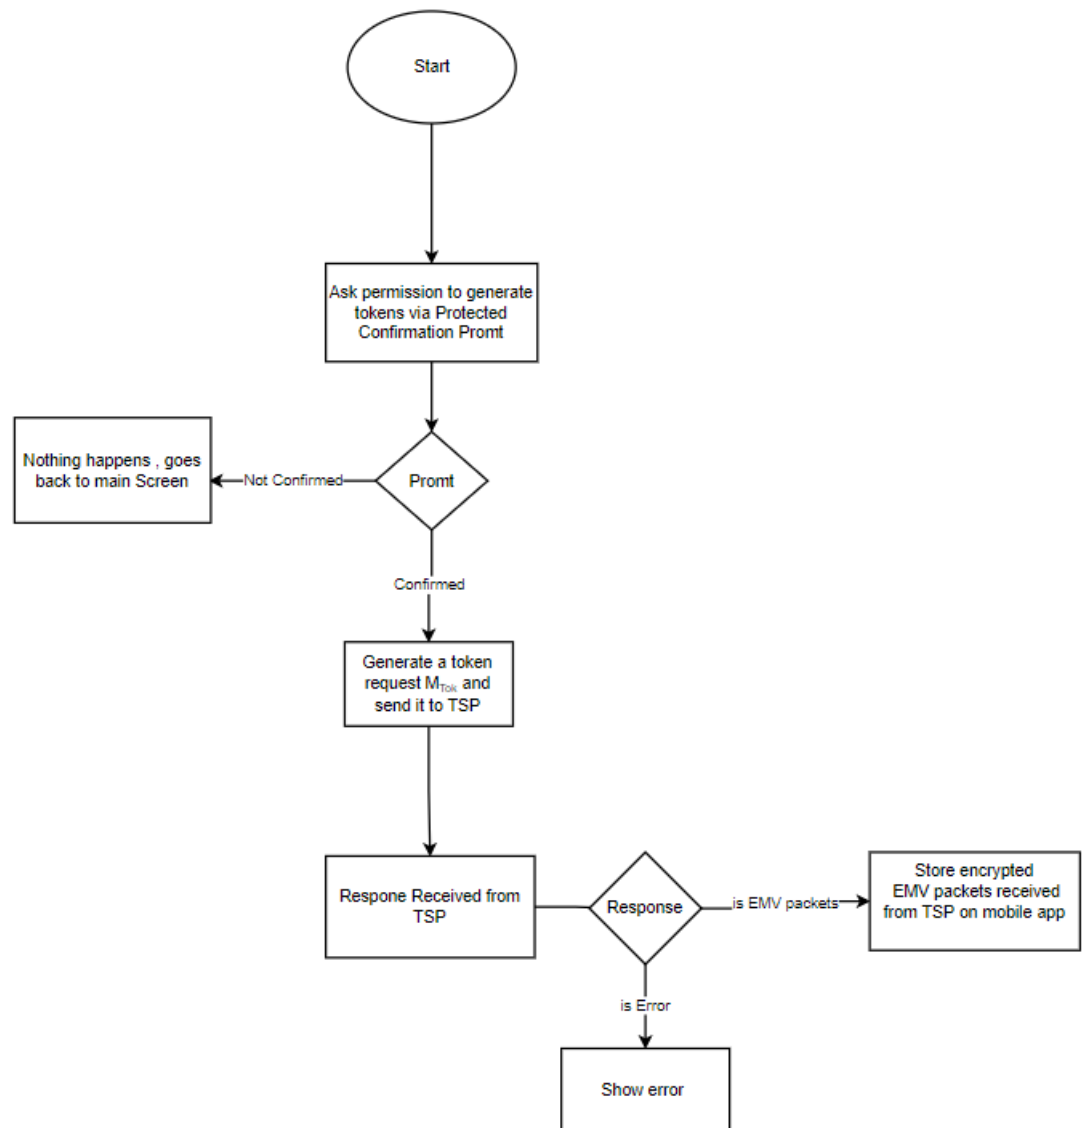 Start
Ask permission to generate
tokens via Protected
Confirmation Promt
Nothing happens , goes
back to main Screen
Not Confirmed
Promt
Confirmed
Generate a token
request M_Tok and
send it to TSP
Respone Received from
TSP
Response
is EMV packets
Store encrypted
EMV packets received
from TSP on mobile app
is Error
Show error